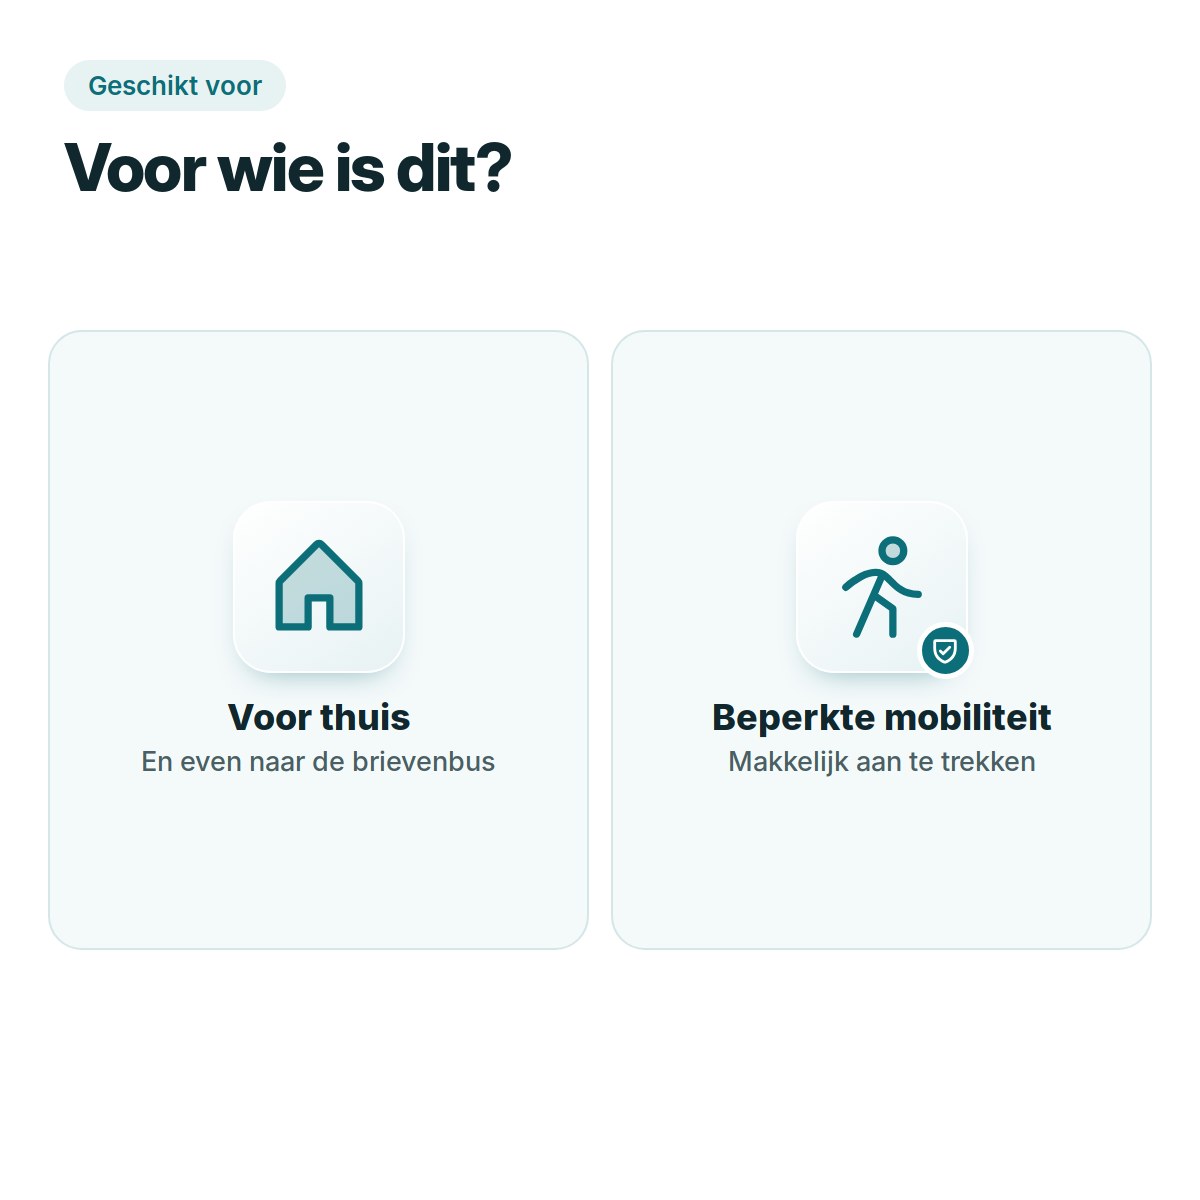 Geschikt voor
Voor wie is dit?
Voor thuis
En even naar de brievenbus
Beperkte mobiliteit
Makkelijk aan te trekken